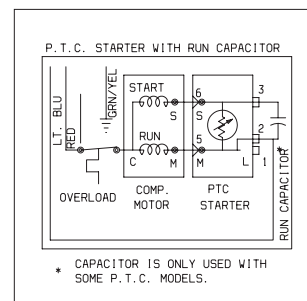 P.T.C. STARTER WITH RUN CAPACITOR
LT. BLU
RED
GRN/YEL
START
RUN
C
S
M
6
S
5
M
3
2
L
1
*
RUN CAPACITOR
OVERLOAD
COMP.
MOTOR
PTC
STARTER
* CAPACITOR IS ONLY USED WITH
SOME P.T.C. MODELS.